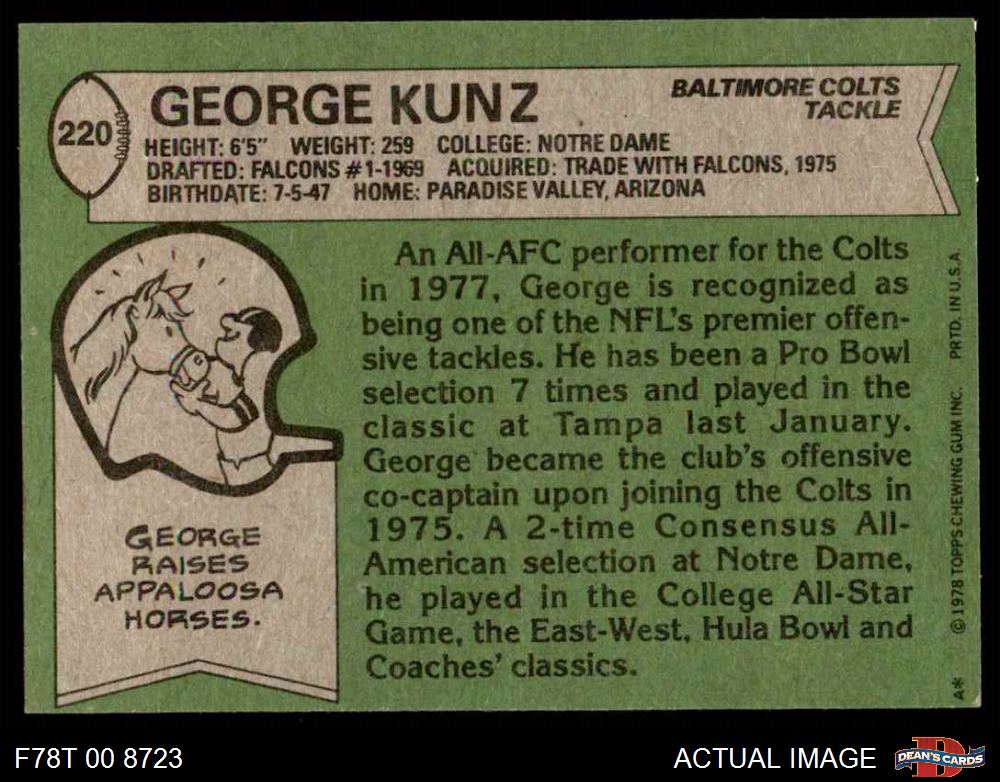 220
GEORGE KUNZ
BALTIMORE COLTS
TACKLE
HEIGHT: 6'5" WEIGHT: 259 COLLEGE: NOTRE DAME
DRAFTED: FALCONS #1-1969 ACQUIRED: TRADE WITH FALCONS, 1975
BIRTHDATE: 7-5-47 HOME: PARADISE VALLEY, ARIZONA
GEORGE
RAISES
APPALOOSA
HORSES.
An All-AFC performer for the Colts
in 1977, George is recognized as
being one of the NFL's premier offen-
sive tackles. He has been a Pro Bowl
selection 7 times and played in the
classic at Tampa last January.
George became the club's offensive
co-captain upon joining the Colts in
1975. A 2-time Consensus All-
American selection at Notre Dame,
he played in the College All-Star
Game, the East-West, Hula Bowl and
Coaches' classics.
A* © 1978 TOPPS CHEWING GUM INC. PRTD. IN U.S.A.
F78T 00 8723
ACTUAL IMAGE
D
DEAN'S CARDS